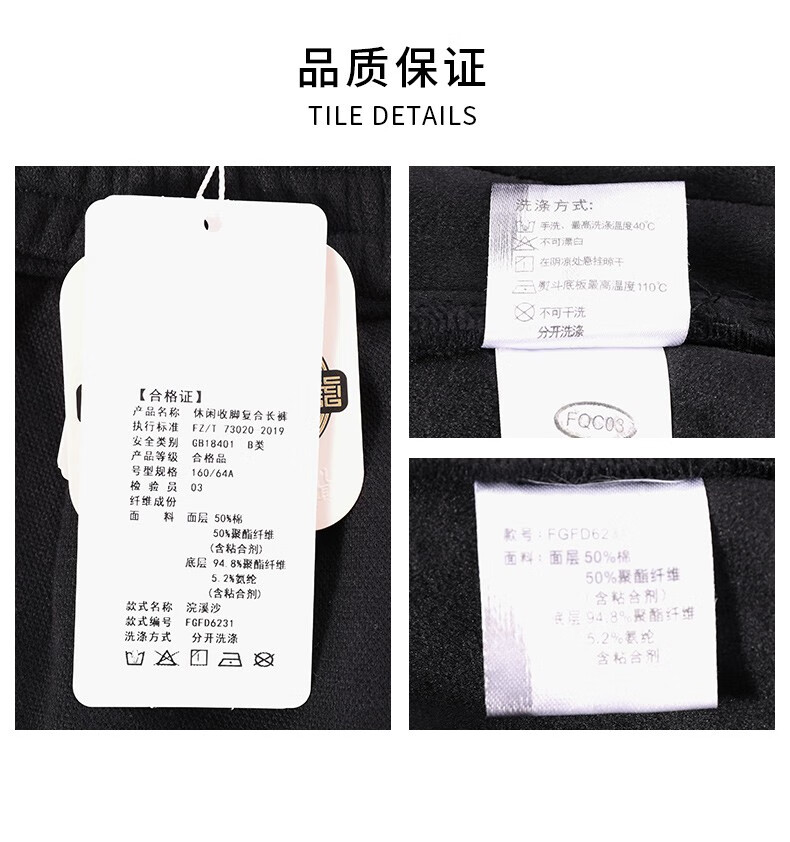 品质保证
TILE DETAILS
【合格证】
产品名称 休闲收脚复合长裤
执行标准 FZ/T 73020 2019
安全类别 GB18401 B类
产品等级 合格品
号型规格 160/64A
检验员 03
纤维成份
面料 面层 50%棉
50%聚酯纤维
(含粘合剂)
底层 94.8%聚酯纤维
5.2%氨纶
(含粘合剂)
款式名称 浣溪沙
款式编号 FGFD6231
洗涤方式 分开洗涤
洗涤方式:
手洗，最高洗涤温度40℃
不可漂白
在阴凉处悬挂晾干
熨斗底板最高温度110℃
不可干洗
分开洗涤
FQC03
款号:FGFD6231
面料: 面层 50%棉
50%聚酯纤维
(含粘合剂)
底层 94.8%聚酯纤维
5.2%氨纶
含粘合剂